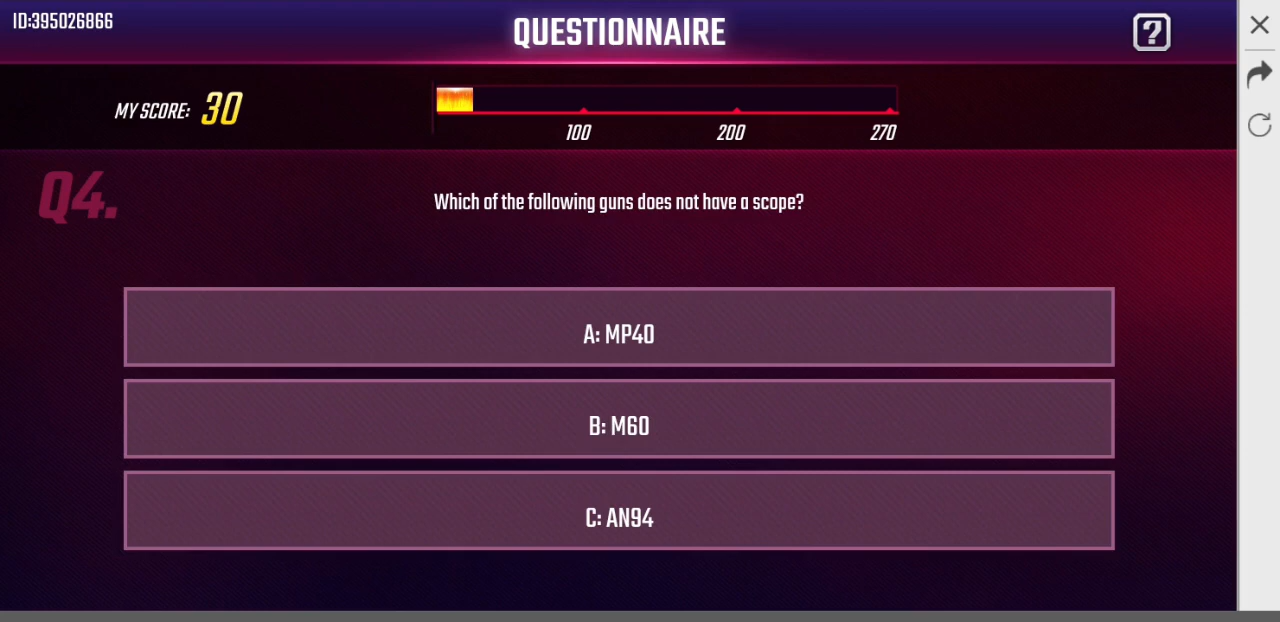 ID:395026866
QUESTIONNAIRE
?
MY SCORE: 30
100 200 270
Q4.
Which of the following guns does not have a scope?
A: MP40
B: M60
C: AN94